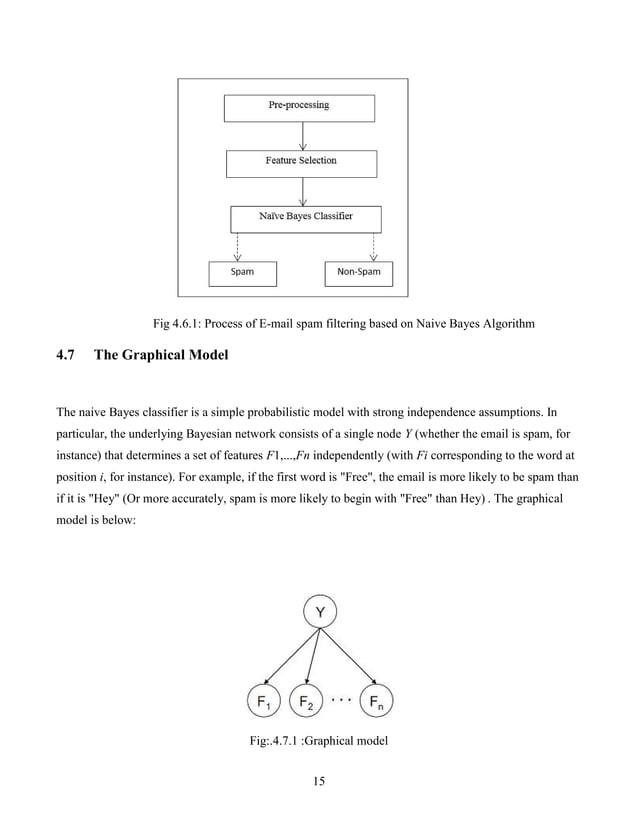 Pre-processing
Feature Selection
Naïve Bayes Classifier
Spam
Non-Spam
Fig 4.6.1: Process of E-mail spam filtering based on Naive Bayes Algorithm
4.7 The Graphical Model
The naive Bayes classifier is a simple probabilistic model with strong independence assumptions. In
particular, the underlying Bayesian network consists of a single node Y (whether the email is spam, for
instance) that determines a set of features F1,...,Fn independently (with Fi corresponding to the word at
position i, for instance). For example, if the first word is "Free", the email is more likely to be spam than
if it is "Hey" (Or more accurately, spam is more likely to begin with "Free" than Hey) . The graphical
model is below:
Y
F1 F2 · · · Fn
Fig:.4.7.1 :Graphical model
15